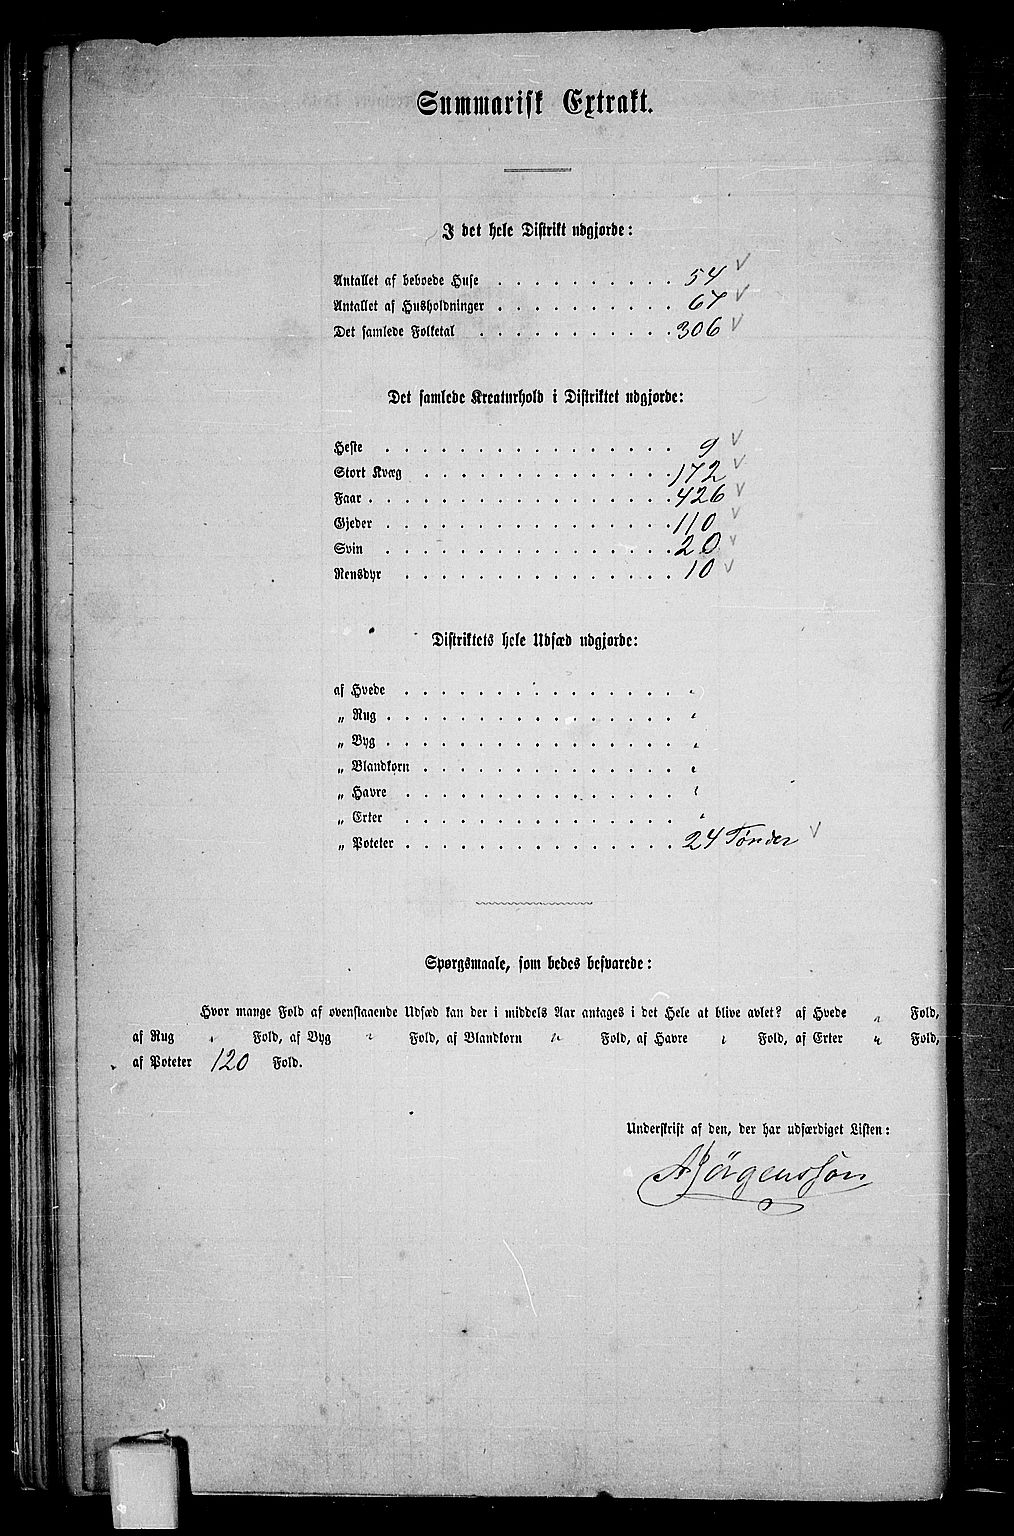 Summarisk Extrakt.
I det hele Distrikt udgjorde:
Antallet af beboede Huse . . . . . . . . . . 54 √
Antallet af Husholdninger . . . . . . . . . . 67 √
Det samlede Folketal . . . . . . . . . . . 306 √
Det samlede Kreaturhold i Distriktet udgjorde:
Heste . . . . . . . . . . . . . . . . 9 √
Stort Kvæg . . . . . . . . . . . . . . 172 √
Faar . . . . . . . . . . . . . . . . . 426 √
Gjeder . . . . . . . . . . . . . . . . 110 √
Svin . . . . . . . . . . . . . . . . 20 √
Rensdyr . . . . . . . . . . . . . . . 10 √
Distriktets hele Udsæd udgjorde:
af Hvede . . . . . . . . . . . . . . . "
„ Rug . . . . . . . . . . . . . . . . "
„ Byg . . . . . . . . . . . . . . . . "
„ Blandkorn . . . . . . . . . . . . . . "
„ Havre . . . . . . . . . . . . . . . "
„ Erter . . . . . . . . . . . . . . . "
„ Poteter . . . . . . . . . . . . . . . 24 Tønder √
Spørgsmaale, som bedes besvarede:
Hvor mange Fold af ovenstaaende Udsæd kan der i middels Aar antages i det Hele at blive avlet? af Hvede " Fold,
af Rug " Fold, af Byg " Fold, af Blandkorn " Fold, af Havre " Fold, af Erter " Fold,
af Poteter 120 Fold.
Underskrift af den, der har udfærdiget Listen:
A Jörgensson